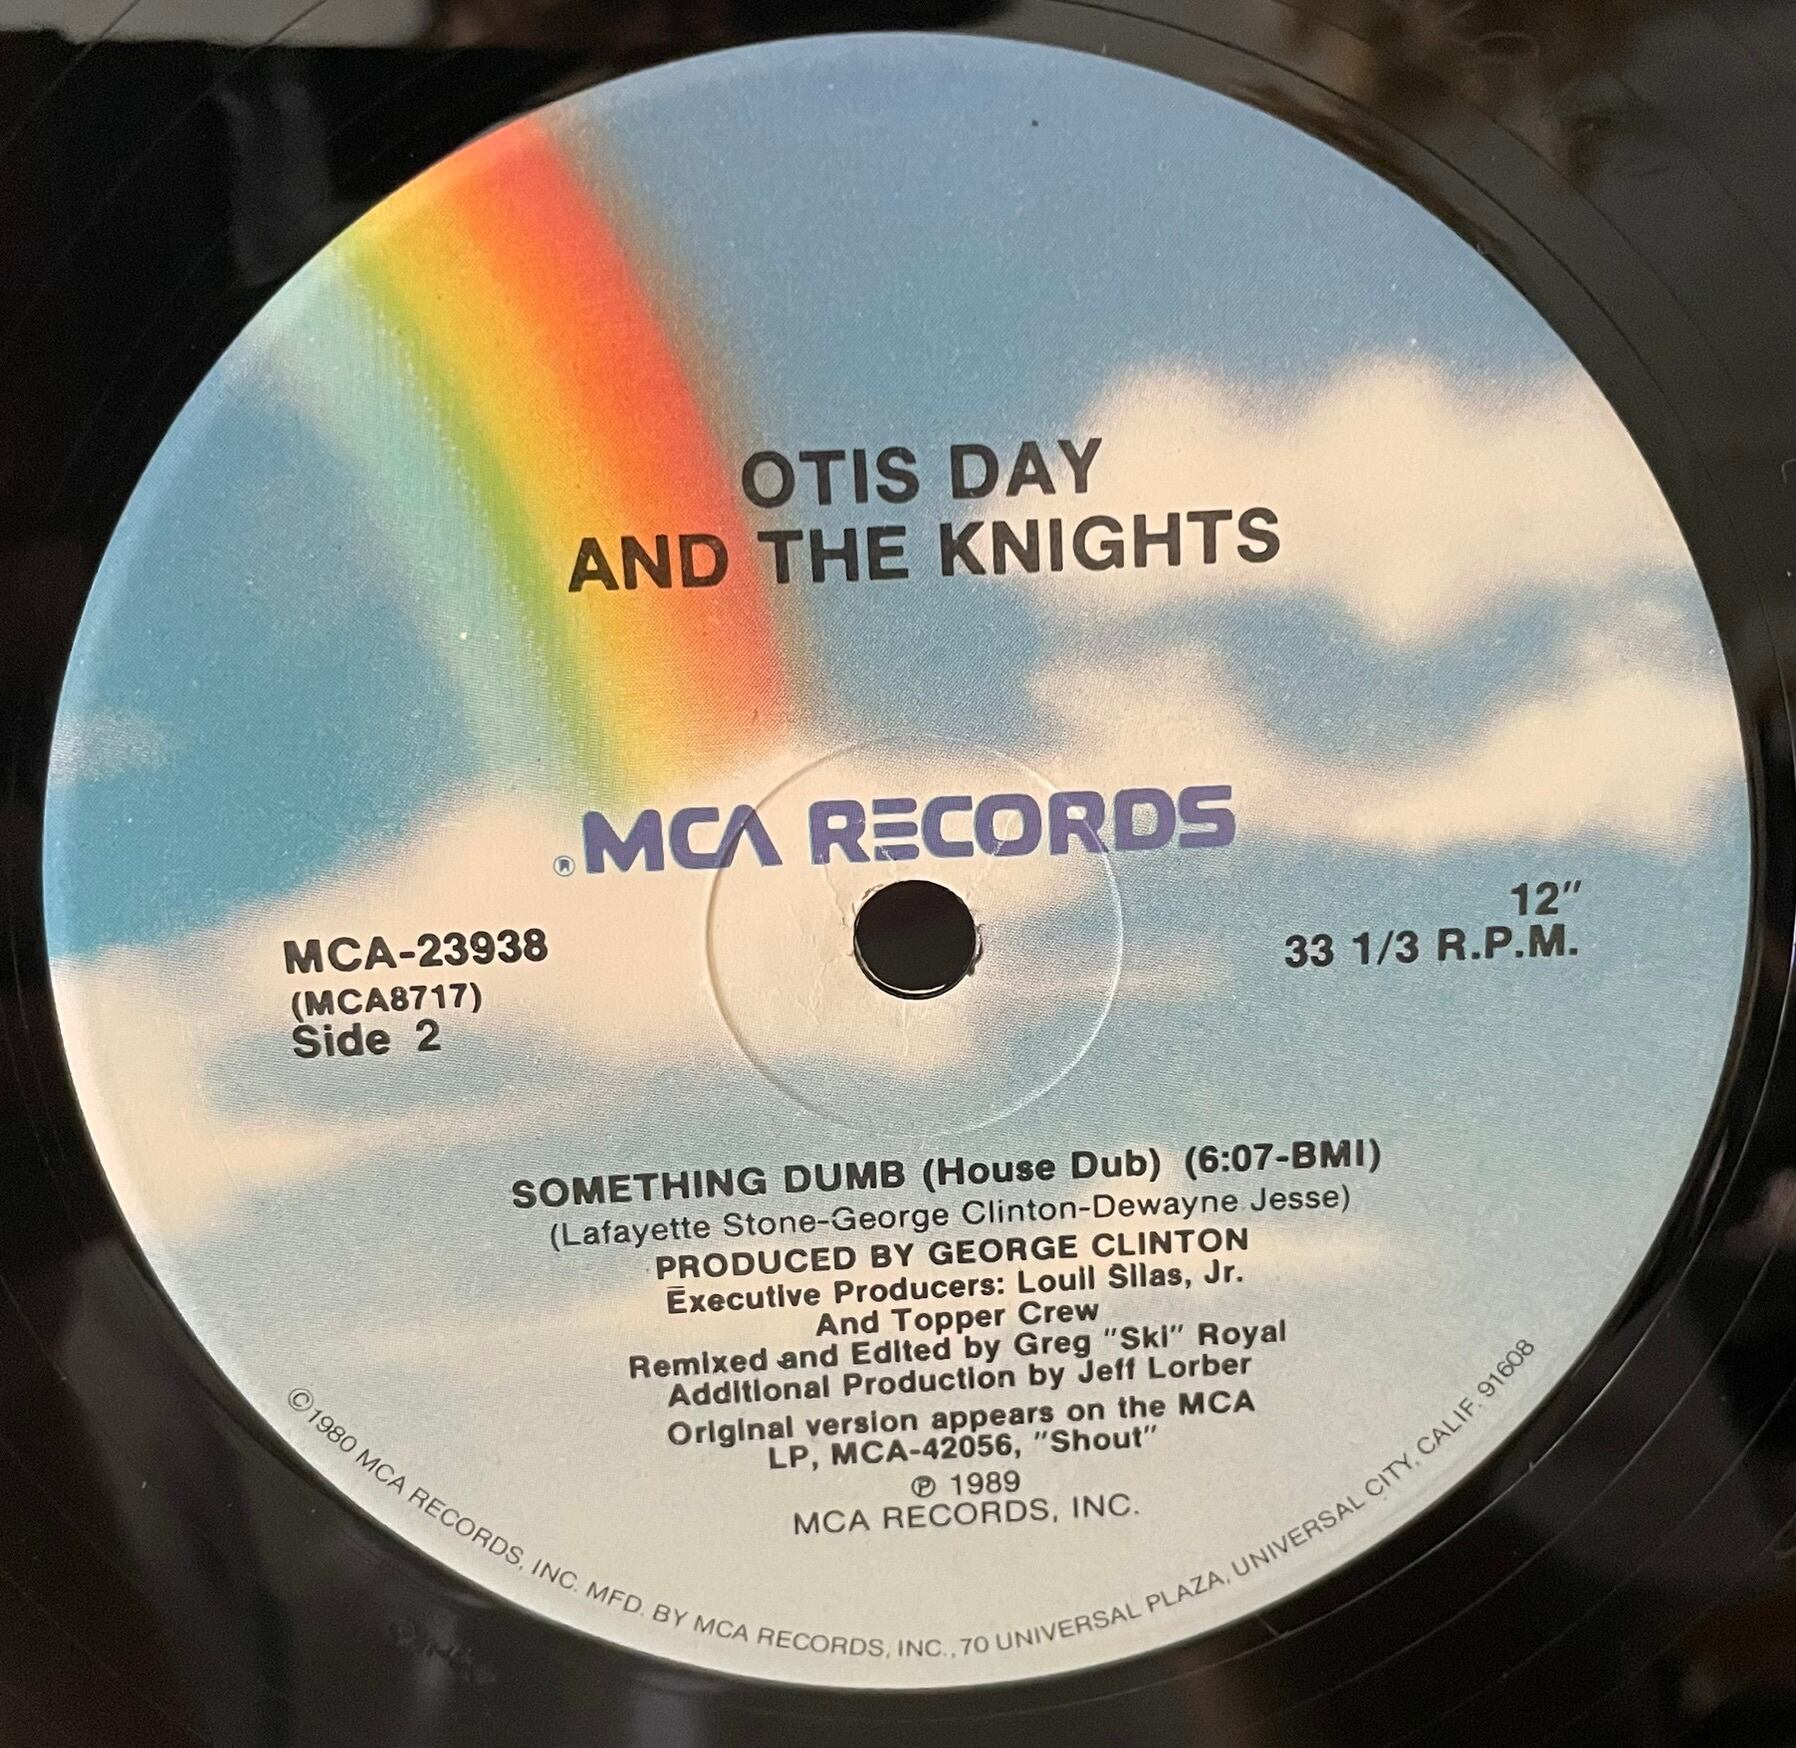 OTIS DAY
AND THE KNIGHTS
® MCA RECORDS
MCA-23938
(MCA8717)
Side 2
12"
33 1/3 R.P.M.
SOMETHING DUMB (House Dub) (6:07-BMI)
(Lafayette Stone-George Clinton-Dewayne Jesse)
PRODUCED BY GEORGE CLINTON
Executive Producers: Louil Silas, Jr.
And Topper Crew
Remixed and Edited by Greg "Ski" Royal
Additional Production by Jeff Lorber
Original version appears on the MCA
LP, MCA-42056, "Shout"
℗ 1989
MCA RECORDS, INC.
©1980 MCA RECORDS, INC. MFD. BY MCA RECORDS, INC., 70 UNIVERSAL PLAZA, UNIVERSAL CITY, CALIF. 91608